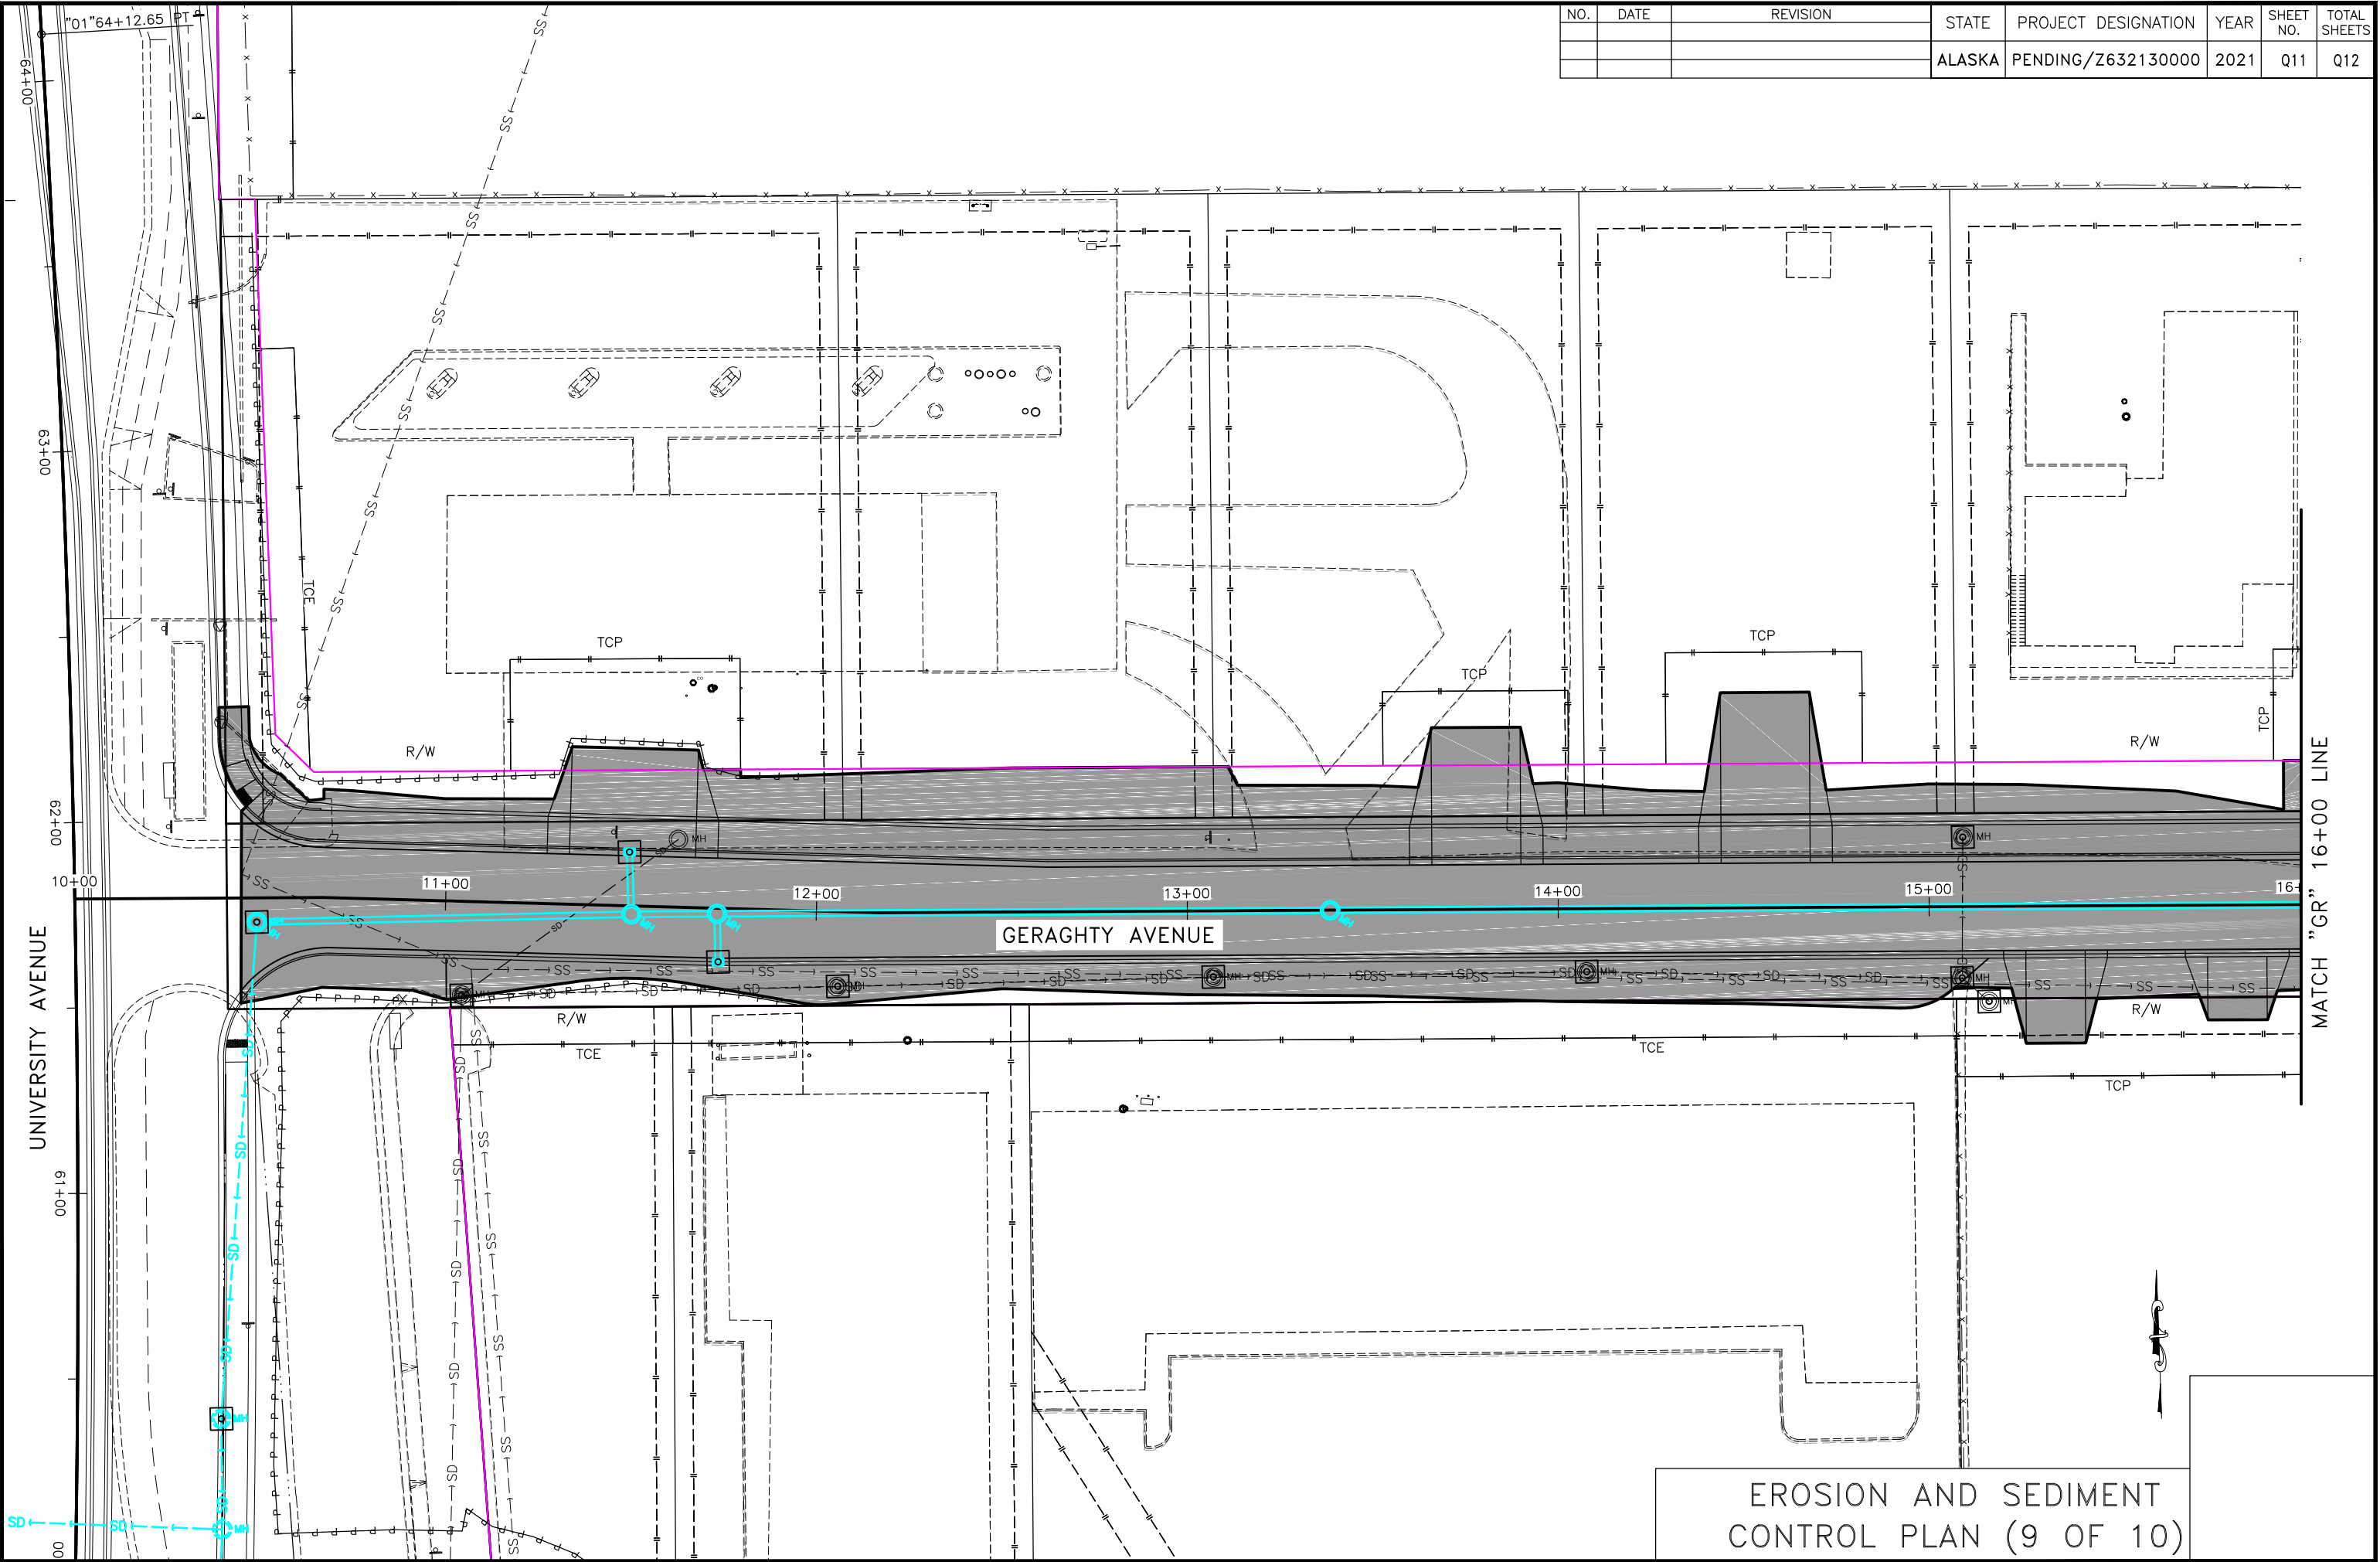 NO. DATE REVISION STATE PROJECT DESIGNATION YEAR SHEET NO. TOTAL SHEETS
ALASKA PENDING/Z632130000 2021 Q11 Q12
"01"64+12.65 PT
64+00
63+00
62+00
61+00
00
UNIVERSITY AVENUE
TCE
TCP
TCP
TCP
TCP
R/W
R/W
10+00
11+00
12+00
13+00
14+00
15+00
16+
GERAGHTY AVENUE
MATCH "GR" 16+00 LINE
R/W
R/W
TCE
TCE
TCP
SS
SD
MH
EROSION AND SEDIMENT
CONTROL PLAN (9 OF 10)